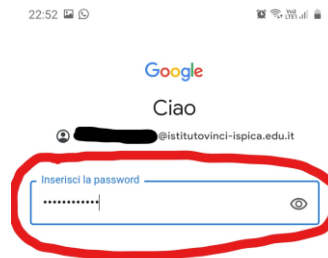 22:52
Google
Ciao
@istitutovinci-ispica.edu.it
Inserisci la password
••••••••••••